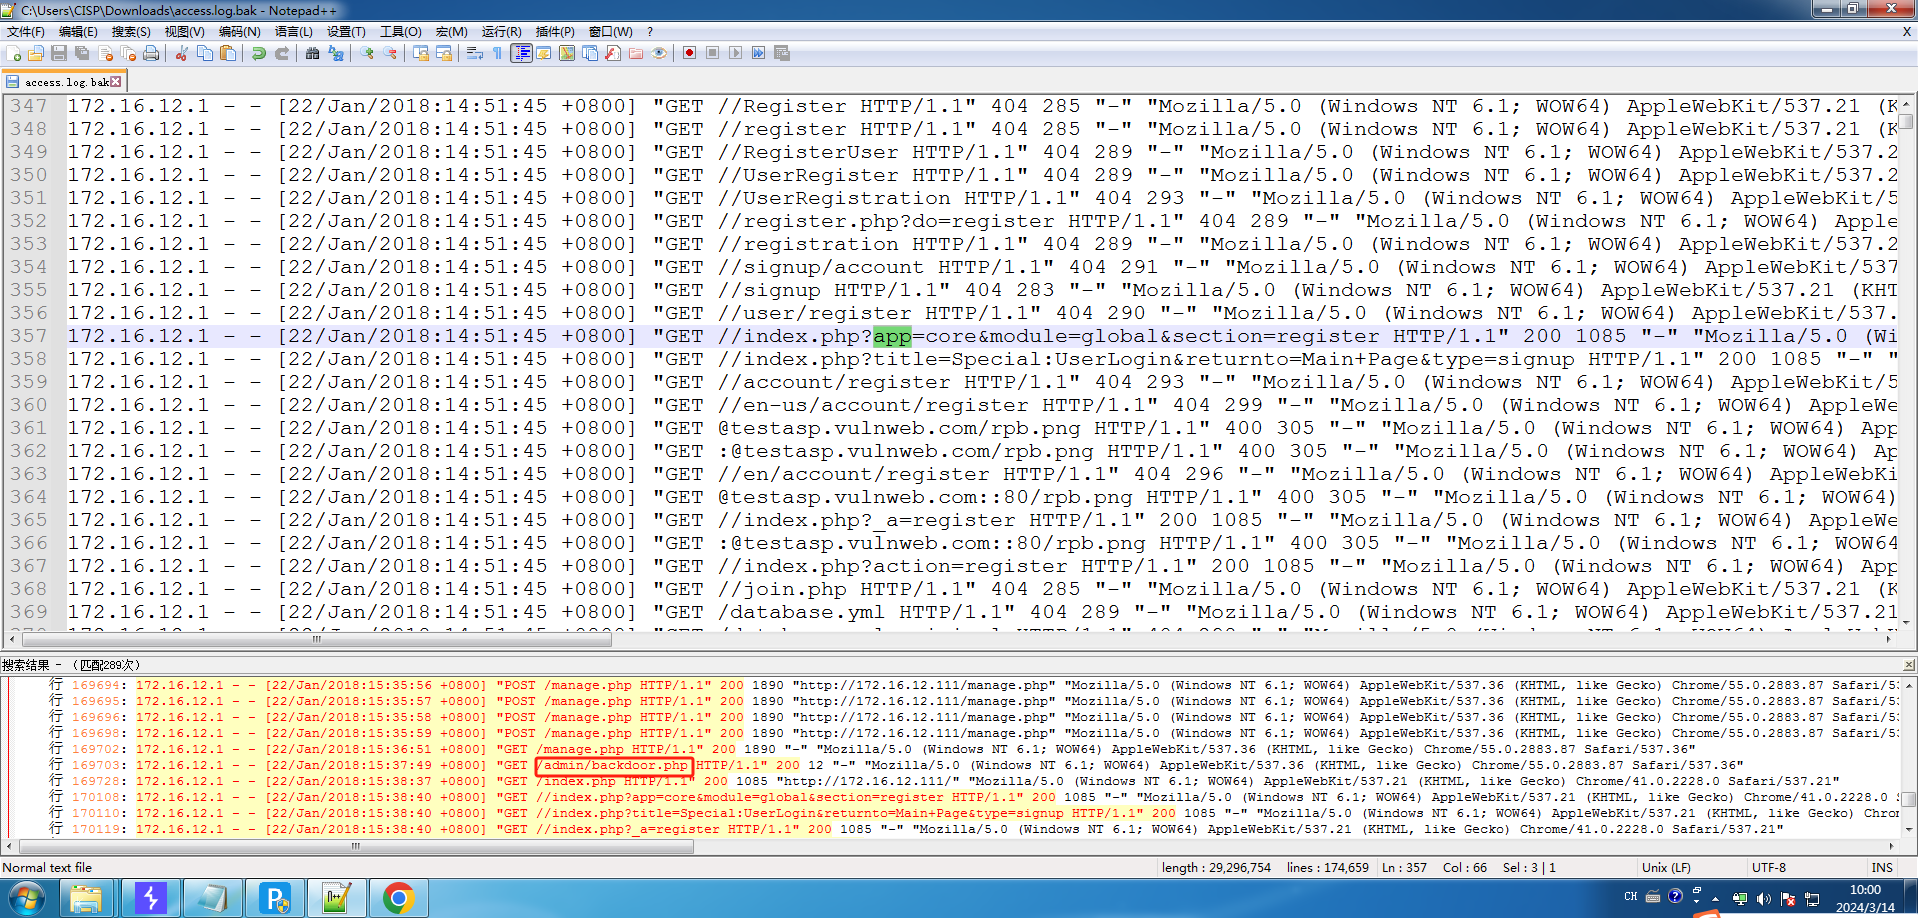 C:\Users\CISP\Downloads\access.log.bak - Notepad++
文件(F) 编辑(E) 搜索(S) 视图(V) 编码(N) 语言(L) 设置(T) 工具(O) 宏(M) 运行(R) 插件(P) 窗口(W) ? X
access.log.bak
347 172.16.12.1 - - [22/Jan/2018:14:51:45 +0800] "GET //Register HTTP/1.1" 404 285 "-" "Mozilla/5.0 (Windows NT 6.1; WOW64) AppleWebKit/537.21 (K
348 172.16.12.1 - - [22/Jan/2018:14:51:45 +0800] "GET //register HTTP/1.1" 404 285 "-" "Mozilla/5.0 (Windows NT 6.1; WOW64) AppleWebKit/537.21 (K
349 172.16.12.1 - - [22/Jan/2018:14:51:45 +0800] "GET //RegisterUser HTTP/1.1" 404 289 "-" "Mozilla/5.0 (Windows NT 6.1; WOW64) AppleWebKit/537.2
350 172.16.12.1 - - [22/Jan/2018:14:51:45 +0800] "GET //UserRegister HTTP/1.1" 404 289 "-" "Mozilla/5.0 (Windows NT 6.1; WOW64) AppleWebKit/537.2
351 172.16.12.1 - - [22/Jan/2018:14:51:45 +0800] "GET //UserRegistration HTTP/1.1" 404 293 "-" "Mozilla/5.0 (Windows NT 6.1; WOW64) AppleWebKit/5
352 172.16.12.1 - - [22/Jan/2018:14:51:45 +0800] "GET //register.php?do=register HTTP/1.1" 404 289 "-" "Mozilla/5.0 (Windows NT 6.1; WOW64) Apple
353 172.16.12.1 - - [22/Jan/2018:14:51:45 +0800] "GET //registration HTTP/1.1" 404 289 "-" "Mozilla/5.0 (Windows NT 6.1; WOW64) AppleWebKit/537.2
354 172.16.12.1 - - [22/Jan/2018:14:51:45 +0800] "GET //signup/account HTTP/1.1" 404 291 "-" "Mozilla/5.0 (Windows NT 6.1; WOW64) AppleWebKit/537
355 172.16.12.1 - - [22/Jan/2018:14:51:45 +0800] "GET //signup HTTP/1.1" 404 283 "-" "Mozilla/5.0 (Windows NT 6.1; WOW64) AppleWebKit/537.21 (KHT
356 172.16.12.1 - - [22/Jan/2018:14:51:45 +0800] "GET //user/register HTTP/1.1" 404 290 "-" "Mozilla/5.0 (Windows NT 6.1; WOW64) AppleWebKit/537.
357 172.16.12.1 - - [22/Jan/2018:14:51:45 +0800] "GET //index.php?app=core&module=global&section=register HTTP/1.1" 200 1085 "-" "Mozilla/5.0 (Wi
358 172.16.12.1 - - [22/Jan/2018:14:51:45 +0800] "GET //index.php?title=Special:UserLogin&returnto=Main+Page&type=signup HTTP/1.1" 200 1085 "-" "
359 172.16.12.1 - - [22/Jan/2018:14:51:45 +0800] "GET //account/register HTTP/1.1" 404 293 "-" "Mozilla/5.0 (Windows NT 6.1; WOW64) AppleWebKit/5
360 172.16.12.1 - - [22/Jan/2018:14:51:45 +0800] "GET //en-us/account/register HTTP/1.1" 404 299 "-" "Mozilla/5.0 (Windows NT 6.1; WOW64) AppleWe
361 172.16.12.1 - - [22/Jan/2018:14:51:45 +0800] "GET @testasp.vulnweb.com/rpb.png HTTP/1.1" 400 305 "-" "Mozilla/5.0 (Windows NT 6.1; WOW64) App
362 172.16.12.1 - - [22/Jan/2018:14:51:45 +0800] "GET :@testasp.vulnweb.com/rpb.png HTTP/1.1" 400 305 "-" "Mozilla/5.0 (Windows NT 6.1; WOW64) Ap
363 172.16.12.1 - - [22/Jan/2018:14:51:45 +0800] "GET //en/account/register HTTP/1.1" 404 296 "-" "Mozilla/5.0 (Windows NT 6.1; WOW64) AppleWebKi
364 172.16.12.1 - - [22/Jan/2018:14:51:45 +0800] "GET @testasp.vulnweb.com::80/rpb.png HTTP/1.1" 400 305 "-" "Mozilla/5.0 (Windows NT 6.1; WOW64)
365 172.16.12.1 - - [22/Jan/2018:14:51:45 +0800] "GET //index.php?_a=register HTTP/1.1" 200 1085 "-" "Mozilla/5.0 (Windows NT 6.1; WOW64) AppleWe
366 172.16.12.1 - - [22/Jan/2018:14:51:45 +0800] "GET :@testasp.vulnweb.com::80/rpb.png HTTP/1.1" 400 305 "-" "Mozilla/5.0 (Windows NT 6.1; WOW64
367 172.16.12.1 - - [22/Jan/2018:14:51:45 +0800] "GET //index.php?action=register HTTP/1.1" 200 1085 "-" "Mozilla/5.0 (Windows NT 6.1; WOW64) App
368 172.16.12.1 - - [22/Jan/2018:14:51:45 +0800] "GET //join.php HTTP/1.1" 404 285 "-" "Mozilla/5.0 (Windows NT 6.1; WOW64) AppleWebKit/537.21 (K
369 172.16.12.1 - - [22/Jan/2018:14:51:45 +0800] "GET /database.yml HTTP/1.1" 404 289 "-" "Mozilla/5.0 (Windows NT 6.1; WOW64) AppleWebKit/537.21
搜索结果 - (匹配289次)
行 169694: 172.16.12.1 - - [22/Jan/2018:15:35:56 +0800] "POST /manage.php HTTP/1.1" 200 1890 "http://172.16.12.111/manage.php" "Mozilla/5.0 (Windows NT 6.1; WOW64) AppleWebKit/537.36 (KHTML, like Gecko) Chrome/55.0.2883.87 Safari/5
行 169695: 172.16.12.1 - - [22/Jan/2018:15:35:57 +0800] "POST /manage.php HTTP/1.1" 200 1890 "http://172.16.12.111/manage.php" "Mozilla/5.0 (Windows NT 6.1; WOW64) AppleWebKit/537.36 (KHTML, like Gecko) Chrome/55.0.2883.87 Safari/5
行 169696: 172.16.12.1 - - [22/Jan/2018:15:35:58 +0800] "POST /manage.php HTTP/1.1" 200 1890 "http://172.16.12.111/manage.php" "Mozilla/5.0 (Windows NT 6.1; WOW64) AppleWebKit/537.36 (KHTML, like Gecko) Chrome/55.0.2883.87 Safari/5
行 169698: 172.16.12.1 - - [22/Jan/2018:15:35:59 +0800] "POST /manage.php HTTP/1.1" 200 1890 "http://172.16.12.111/manage.php" "Mozilla/5.0 (Windows NT 6.1; WOW64) AppleWebKit/537.36 (KHTML, like Gecko) Chrome/55.0.2883.87 Safari/5
行 169702: 172.16.12.1 - - [22/Jan/2018:15:36:51 +0800] "GET /manage.php HTTP/1.1" 200 1890 "-" "Mozilla/5.0 (Windows NT 6.1; WOW64) AppleWebKit/537.36 (KHTML, like Gecko) Chrome/55.0.2883.87 Safari/537.36"
行 169703: 172.16.12.1 - - [22/Jan/2018:15:37:49 +0800] "GET /admin/backdoor.php HTTP/1.1" 200 12 "-" "Mozilla/5.0 (Windows NT 6.1; WOW64) AppleWebKit/537.36 (KHTML, like Gecko) Chrome/55.0.2883.87 Safari/537.36"
行 169728: 172.16.12.1 - - [22/Jan/2018:15:38:37 +0800] "GET /index.php HTTP/1.1" 200 1085 "http://172.16.12.111/" "Mozilla/5.0 (Windows NT 6.1; WOW64) AppleWebKit/537.21 (KHTML, like Gecko) Chrome/41.0.2228.0 Safari/537.21"
行 170108: 172.16.12.1 - - [22/Jan/2018:15:38:40 +0800] "GET //index.php?app=core&module=global&section=register HTTP/1.1" 200 1085 "-" "Mozilla/5.0 (Windows NT 6.1; WOW64) AppleWebKit/537.21 (KHTML, like Gecko) Chrome/41.0.2228.0 S
行 170110: 172.16.12.1 - - [22/Jan/2018:15:38:40 +0800] "GET //index.php?title=Special:UserLogin&returnto=Main+Page&type=signup HTTP/1.1" 200 1085 "-" "Mozilla/5.0 (Windows NT 6.1; WOW64) AppleWebKit/537.21 (KHTML, like Gecko) Chro
行 170119: 172.16.12.1 - - [22/Jan/2018:15:38:40 +0800] "GET //index.php?_a=register HTTP/1.1" 200 1085 "-" "Mozilla/5.0 (Windows NT 6.1; WOW64) AppleWebKit/537.21 (KHTML, like Gecko) Chrome/41.0.2228.0 Safari/537.21"
Normal text file length : 29,296,754 lines : 174,659 Ln : 357 Col : 66 Sel : 3 | 1 Unix (LF) UTF-8 INS
CH 10:00
2024/3/14